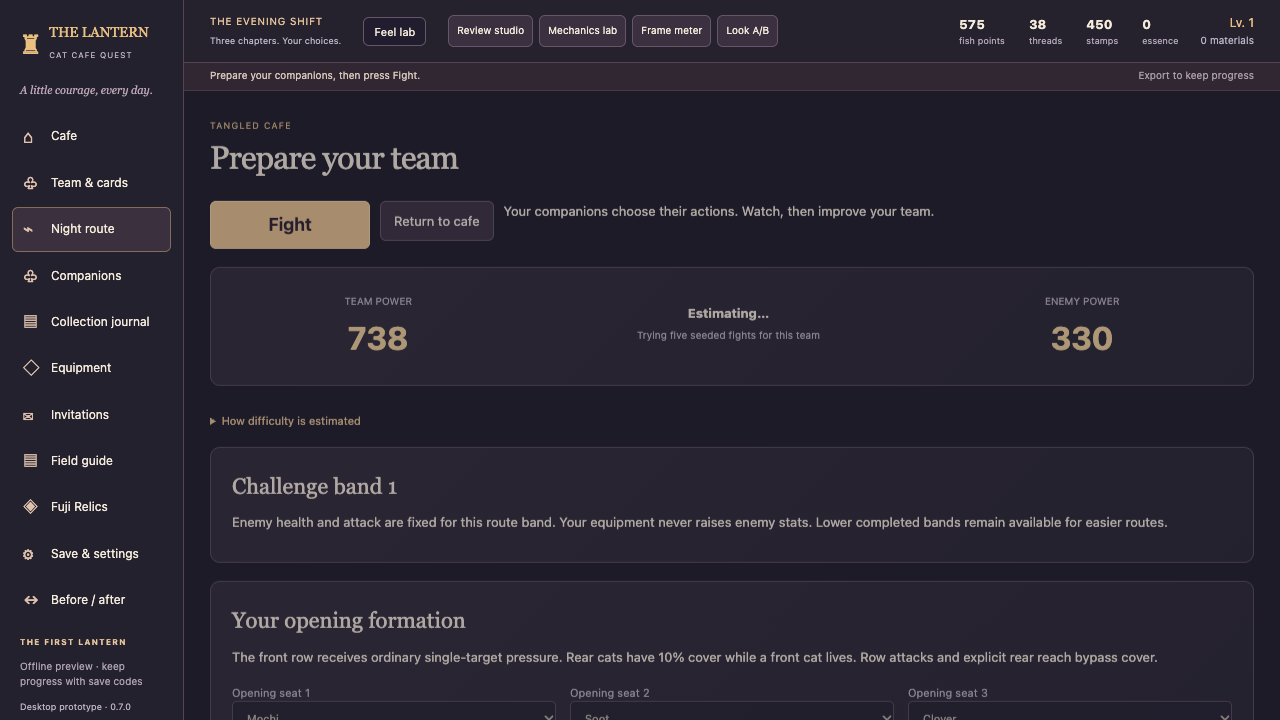 THE LANTERN
CAT CAFE QUEST
A little courage, every day.
Cafe
Team & cards
Night route
Companions
Collection journal
Equipment
Invitations
Field guide
Fuji Relics
Save & settings
Before / after
THE FIRST LANTERN
Offline preview · keep
progress with save codes
Desktop prototype · 0.7.0
THE EVENING SHIFT
Three chapters. Your choices.
Feel lab
Review studio
Mechanics lab
Frame meter
Look A/B
575
fish points
38
threads
450
stamps
0
essence
Lv. 1
0 materials
Prepare your companions, then press Fight.
Export to keep progress
TANGLED CAFE
Prepare your team
Fight
Return to cafe
Your companions choose their actions. Watch, then improve your team.
TEAM POWER
738
Estimating...
Trying five seeded fights for this team
ENEMY POWER
330
How difficulty is estimated
Challenge band 1
Enemy health and attack are fixed for this route band. Your equipment never raises enemy stats. Lower completed bands remain available for easier routes.
Your opening formation
The front row receives ordinary single-target pressure. Rear cats have 10% cover while a front cat lives. Row attacks and explicit rear reach bypass cover.
Opening seat 1
Opening seat 2
Opening seat 3
Mochi
Soot
Clover